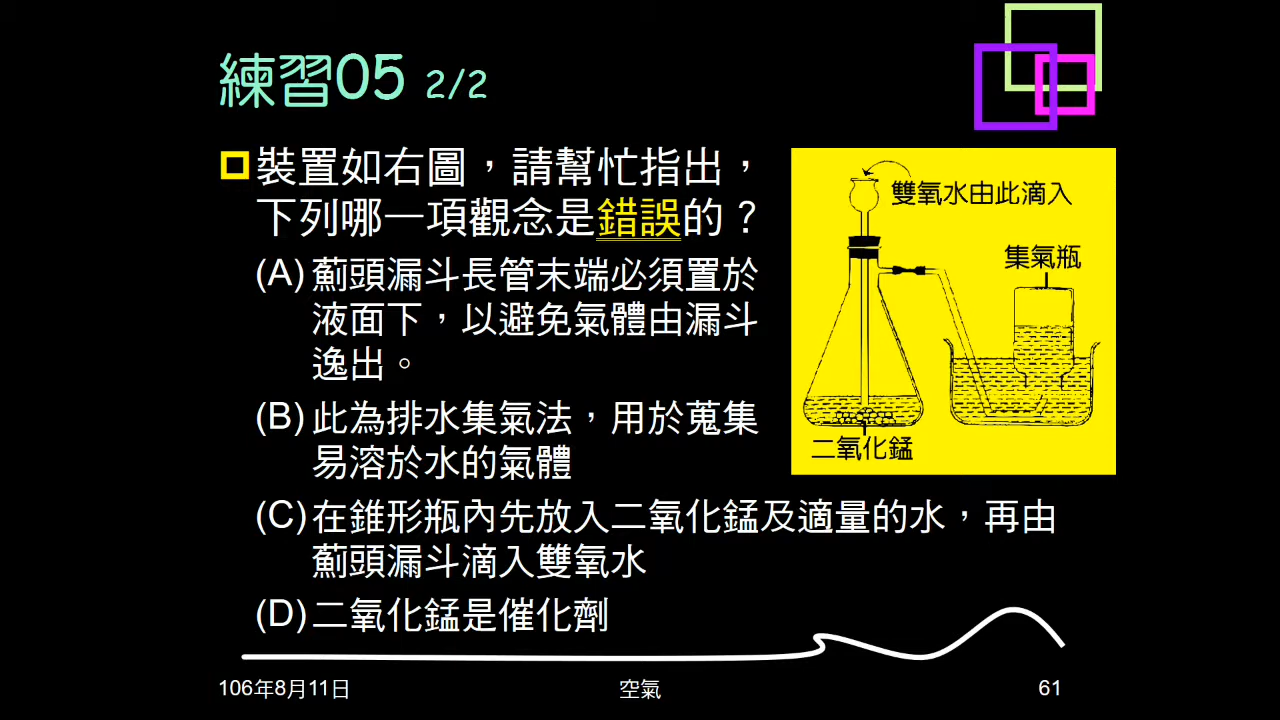 練習05 2/2
裝置如右圖，請幫忙指出，
下列哪一項觀念是錯誤的？
(A) 薊頭漏斗長管末端必須置於
液面下，以避免氣體由漏斗
逸出。
(B) 此為排水集氣法，用於蒐集
易溶於水的氣體
(C) 在錐形瓶內先放入二氧化錳及適量的水，再由
薊頭漏斗滴入雙氧水
(D) 二氧化錳是催化劑
雙氧水由此滴入
集氣瓶
二氧化錳
106年8月11日
空氣
61